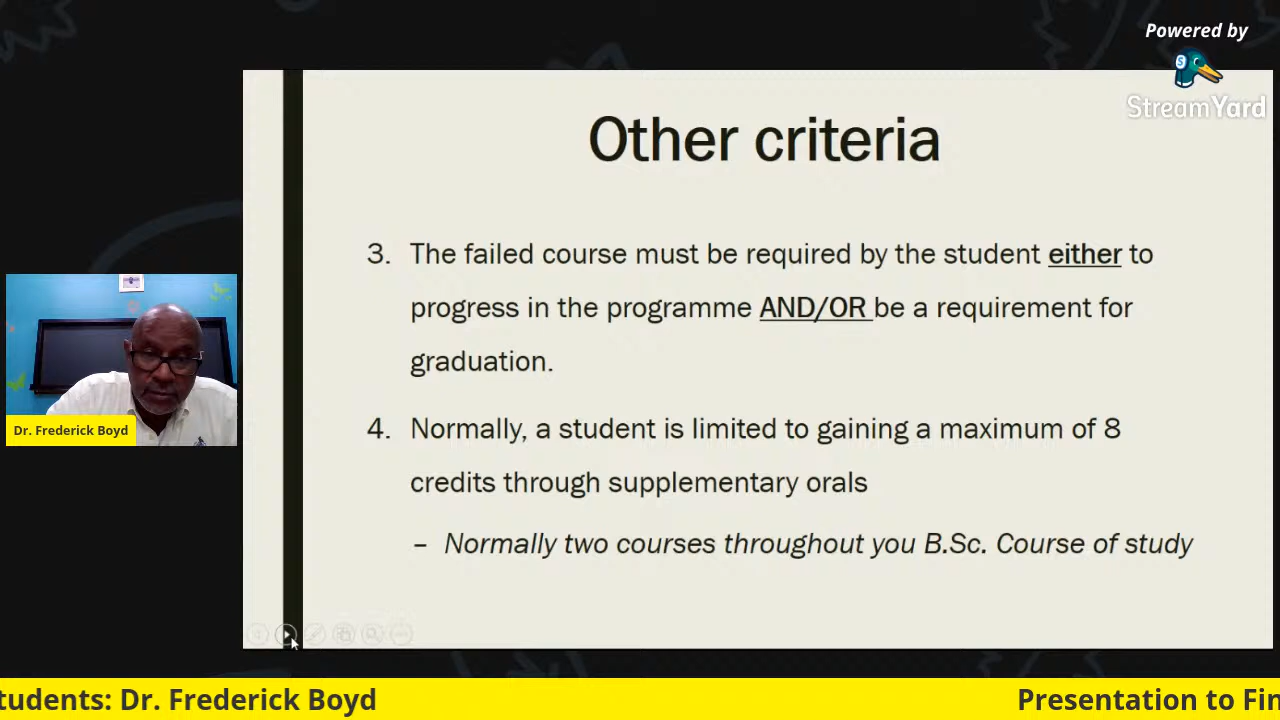 Powered by
StreamYard
Other criteria
3. The failed course must be required by the student either to
progress in the programme AND/OR be a requirement for
graduation.
4. Normally, a student is limited to gaining a maximum of 8
credits through supplementary orals
– Normally two courses throughout you B.Sc. Course of study
Dr. Frederick Boyd
tudents: Dr. Frederick Boyd
Presentation to Fin